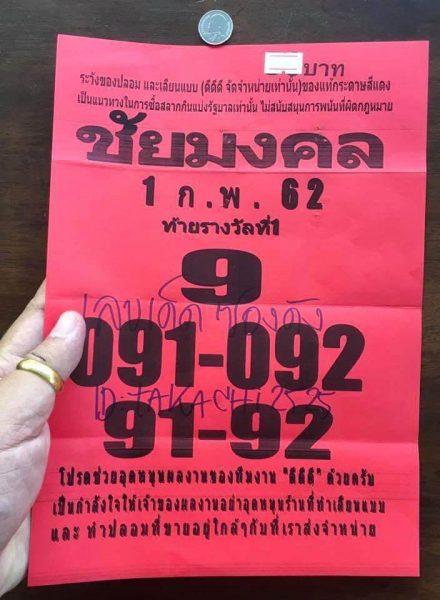 บาท
ระวังของปลอม และเลียนแบบ (ดีดีดี จัดจำหน่ายเท่านั้น)ของแท้กระดาษสีแดง
เป็นแนวทางในการซื้อสลากกินแบ่งรัฐบาลเท่านั้น ไม่สนับสนุนการพนันที่ผิดกฎหมาย
ชัยมงคล
1 ก.พ. 62
ทำยรางวัลที่1
9
เลขเด็ด ซองดัง
091-092
ID:TAKACHI2525
91-92
โปรดช่วยอุดหนุนผลงานของทีมงาน "ดีดีดี" ด้วยครับ
เป็นกำลังใจให้เจ้าของผลงานอย่าอุดหนุนร้านที่ทำเลียนแบบ
และ ทำปลอมที่ขายอยู่ใกล้ๆกับที่เราส่งจำหน่าย